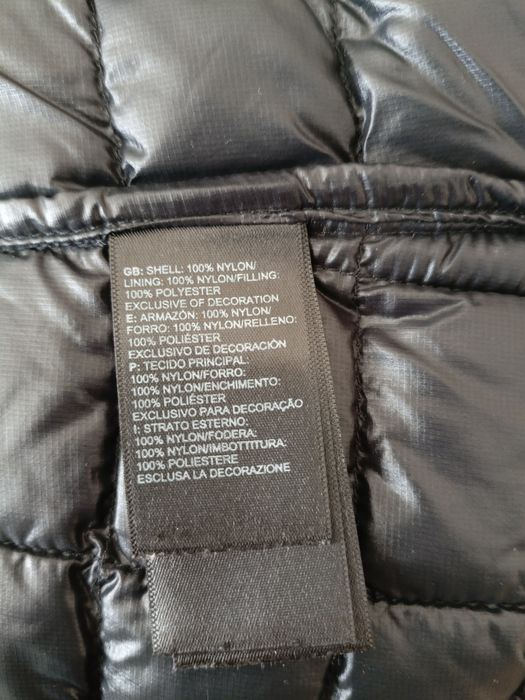 GB: SHELL: 100% NYLON/
LINING: 100% NYLON/FILLING:
100% POLYESTER
EXCLUSIVE OF DECORATION
E: ARMAZÓN: 100% NYLON/
FORRO: 100% NYLON/RELLENO:
100% POLIÉSTER
EXCLUSIVO DE DECORACIÓN
P: TECIDO PRINCIPAL:
100% NYLON/FORRO:
100% NYLON/ENCHIMENTO:
100% POLIÉSTER
EXCLUSIVO PARA DECORAÇÃO
I: STRATO ESTERNO:
100% NYLON/FODERA:
100% NYLON/IMBOTTITURA:
100% POLIESTERE
ESCLUSA LA DECORAZIONE